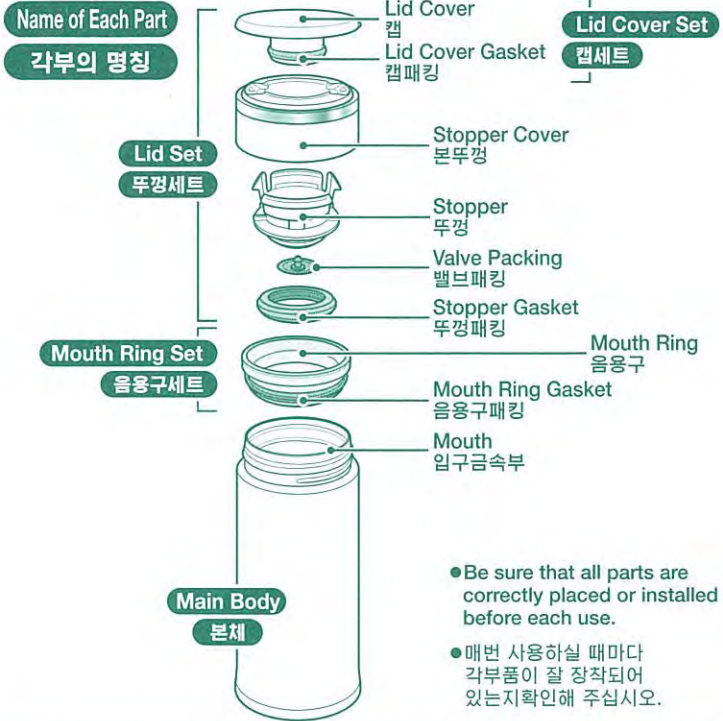 Name of Each Part
각부의 명칭
Lid Cover
캡
Lid Cover Gasket
캡패킹
Lid Cover Set
캡세트
Stopper Cover
본뚜껑
Lid Set
뚜껑세트
Stopper
뚜껑
Valve Packing
밸브패킹
Stopper Gasket
뚜껑패킹
Mouth Ring Set
음용구세트
Mouth Ring
음용구
Mouth Ring Gasket
음용구패킹
Mouth
입구금속부
Main Body
본체
●Be sure that all parts are
correctly placed or installed
before each use.
●매번 사용하실 때마다
각부품이 잘 장착되어
있는지확인해 주십시오.